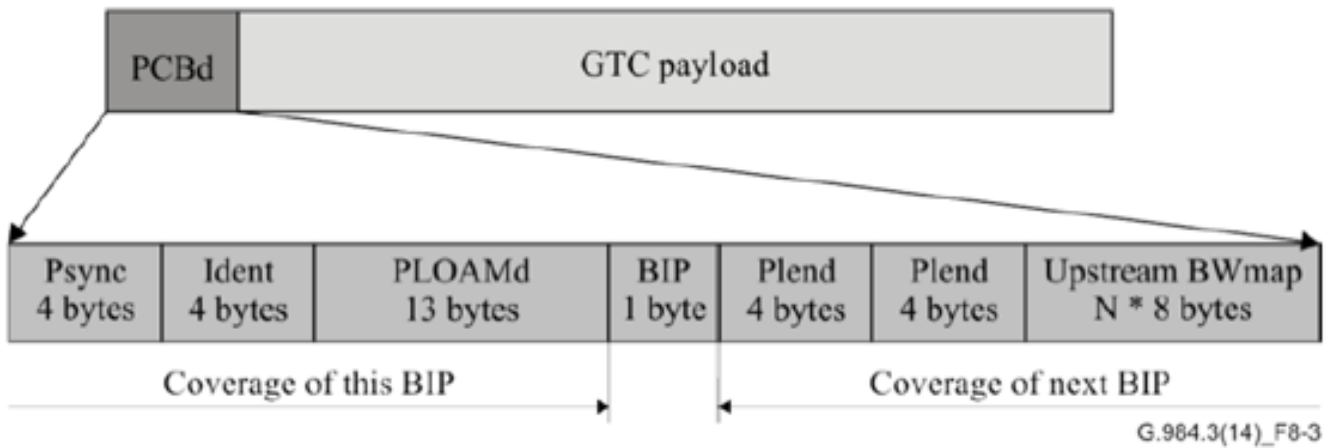 PCBd
GTC payload
Psync Ident PLOAMd BIP Plend Plend Upstream BWmap
4 bytes 4 bytes 13 bytes 1 byte 4 bytes 4 bytes N * 8 bytes
Coverage of this BIP
Coverage of next BIP
G.984.3(14)_F8-3